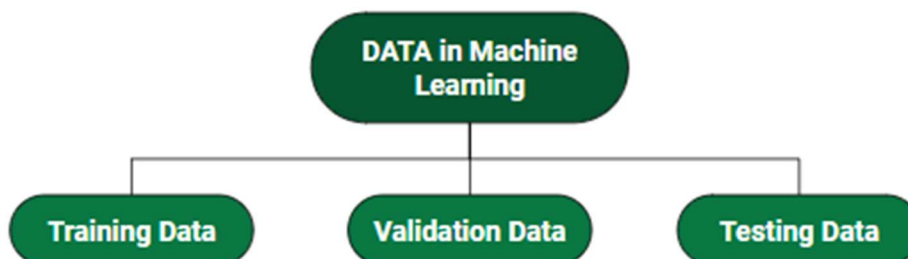 DATA in Machine
Learning
Training Data
Validation Data
Testing Data